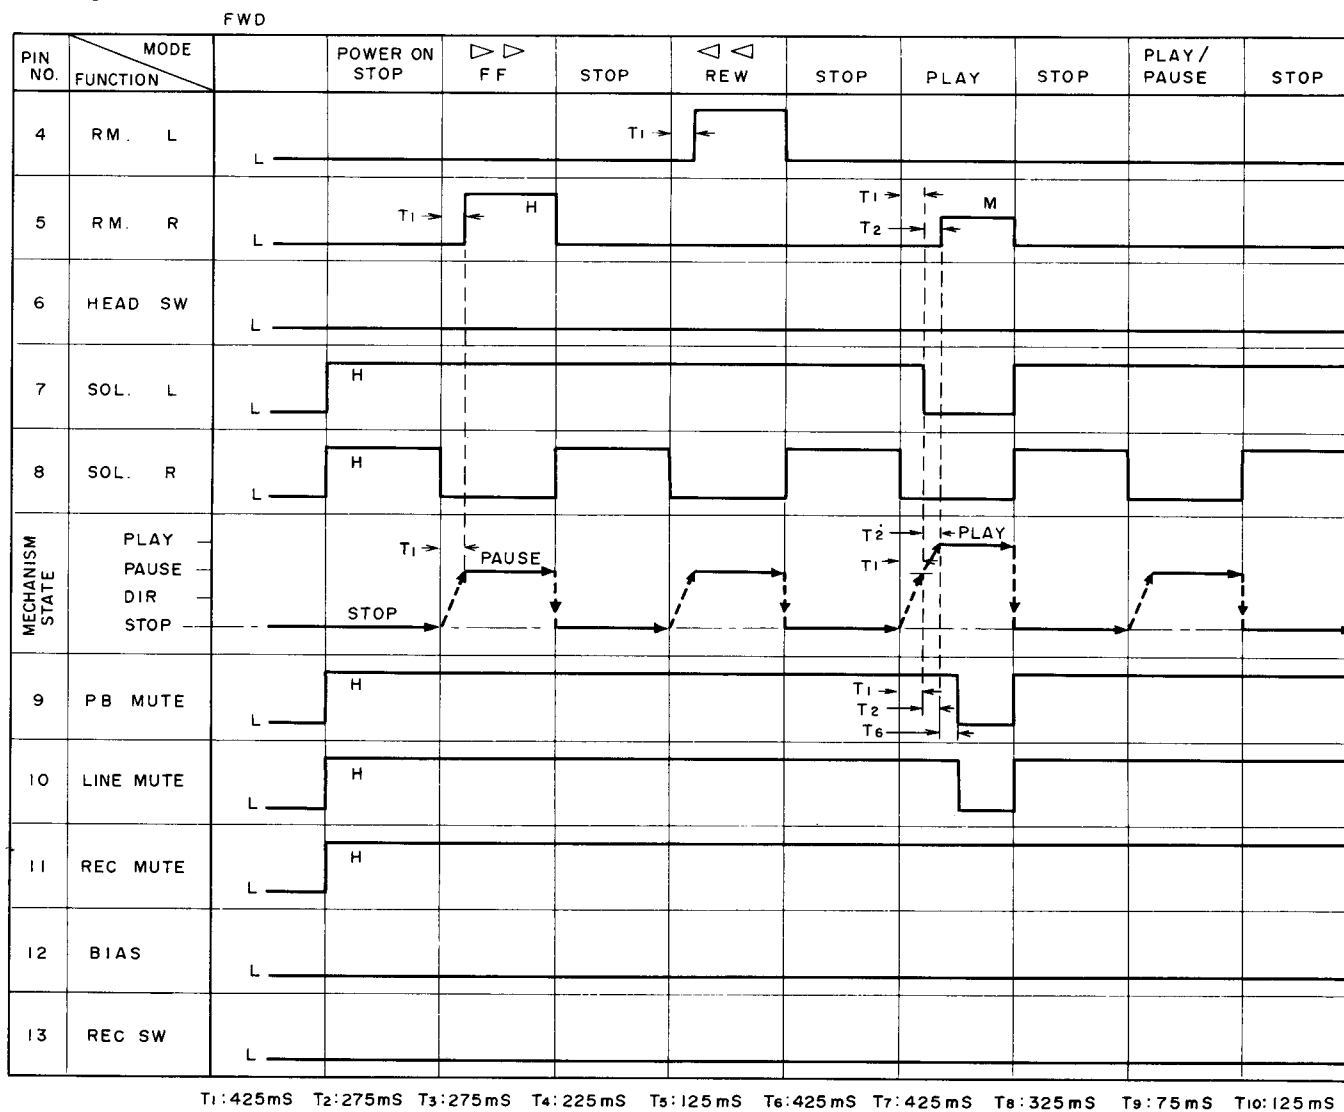 FWD
PIN NO. MODE FUNCTION POWER ON STOP ▷▷ FF STOP ◁◁ REW STOP PLAY STOP PLAY/ PAUSE STOP
4 RM. L L T1
5 RM. R L T1 H T1 T2 M
6 HEAD SW L
7 SOL. L L H
8 SOL. R L H
MECHANISM STATE
PLAY T2 PLAY
PAUSE T1 PAUSE T1
DIR
STOP STOP
9 PB MUTE L H T1 T2 T6
10 LINE MUTE L H
11 REC MUTE L H
12 BIAS L
13 REC SW L
T1:425mS T2:275mS T3:275mS T4:225mS T5:125mS T6:425mS T7:425mS T8:325mS T9:75mS T10:125mS